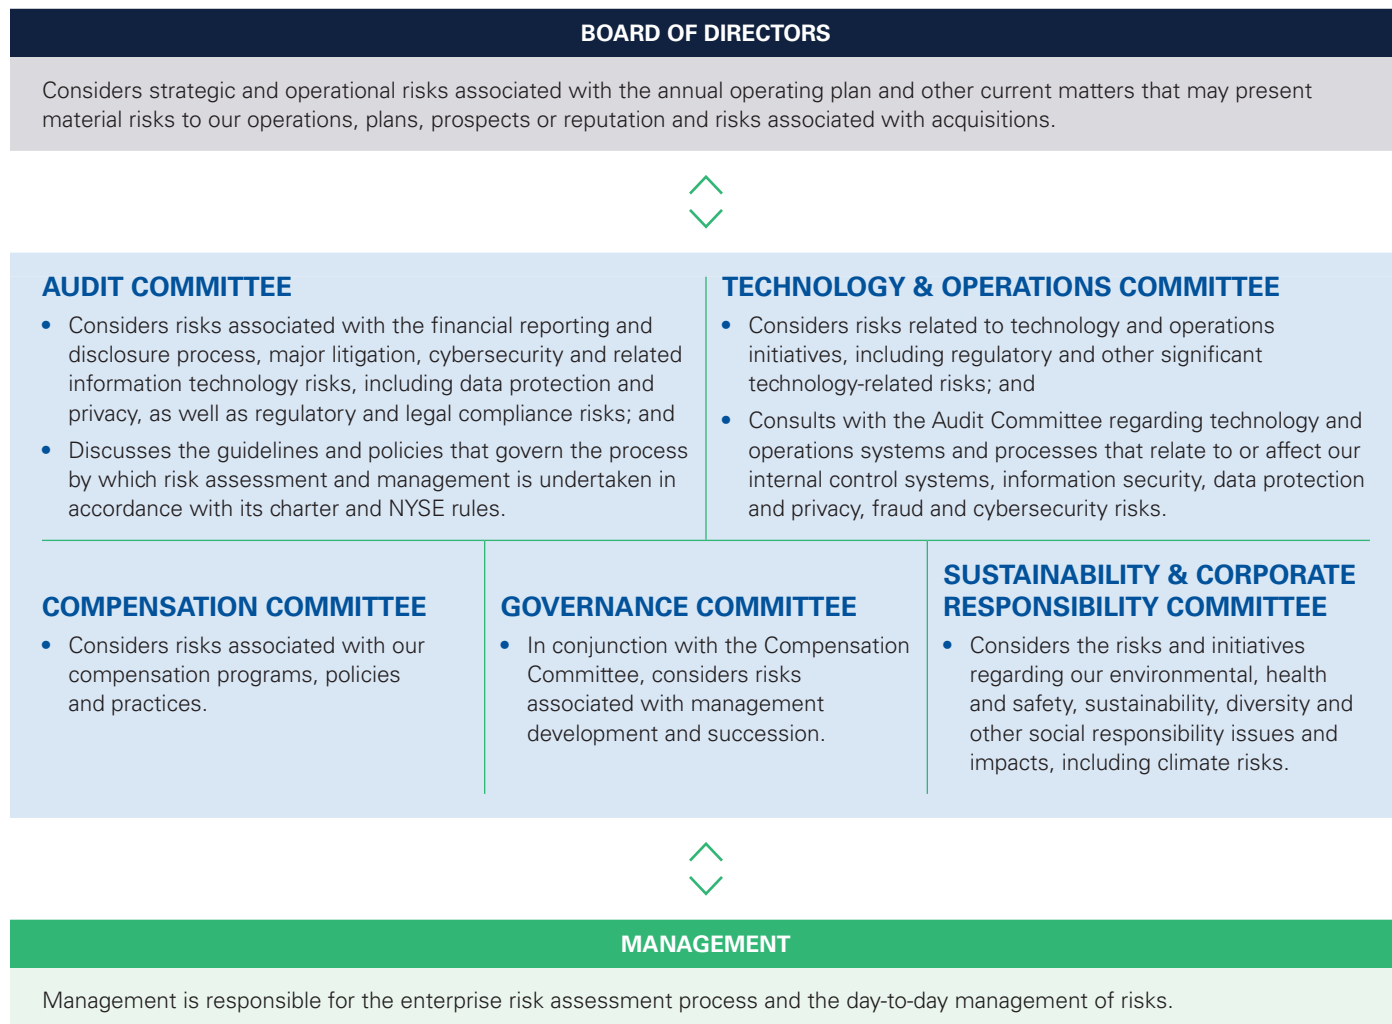 BOARD OF DIRECTORS
Considers strategic and operational risks associated with the annual operating plan and other current matters that may present
material risks to our operations, plans, prospects or reputation and risks associated with acquisitions.
AUDIT COMMITTEE
• Considers risks associated with the financial reporting and
disclosure process, major litigation, cybersecurity and related
information technology risks, including data protection and
privacy, as well as regulatory and legal compliance risks; and
• Discusses the guidelines and policies that govern the process
by which risk assessment and management is undertaken in
accordance with its charter and NYSE rules.
TECHNOLOGY & OPERATIONS COMMITTEE
• Considers risks related to technology and operations
initiatives, including regulatory and other significant
technology-related risks; and
• Consults with the Audit Committee regarding technology and
operations systems and processes that relate to or affect our
internal control systems, information security, data protection
and privacy, fraud and cybersecurity risks.
COMPENSATION COMMITTEE
• Considers risks associated with our
compensation programs, policies
and practices.
GOVERNANCE COMMITTEE
• In conjunction with the Compensation
Committee, considers risks
associated with management
development and succession.
SUSTAINABILITY & CORPORATE
RESPONSIBILITY COMMITTEE
• Considers the risks and initiatives
regarding our environmental, health
and safety, sustainability, diversity and
other social responsibility issues and
impacts, including climate risks.
MANAGEMENT
Management is responsible for the enterprise risk assessment process and the day-to-day management of risks.